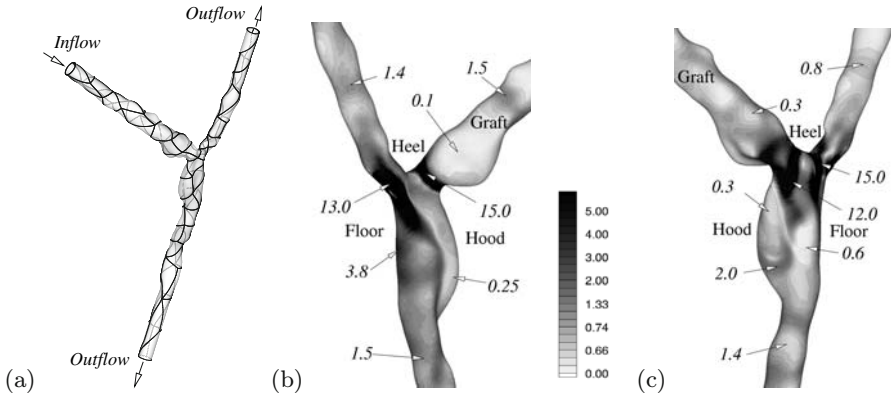 Outflow
Inflow
Outflow
(a)
1.4
1.5
0.1
Graft
Heel
13.0
15.0
Floor
Hood
3.8
0.25
1.5
(b)
5.00
4.00
3.00
2.00
1.33
0.74
0.66
0.00
0.8
Graft
0.3
Heel
0.3
15.0
12.0
Hood
Floor
0.6
2.0
1.4
(c)